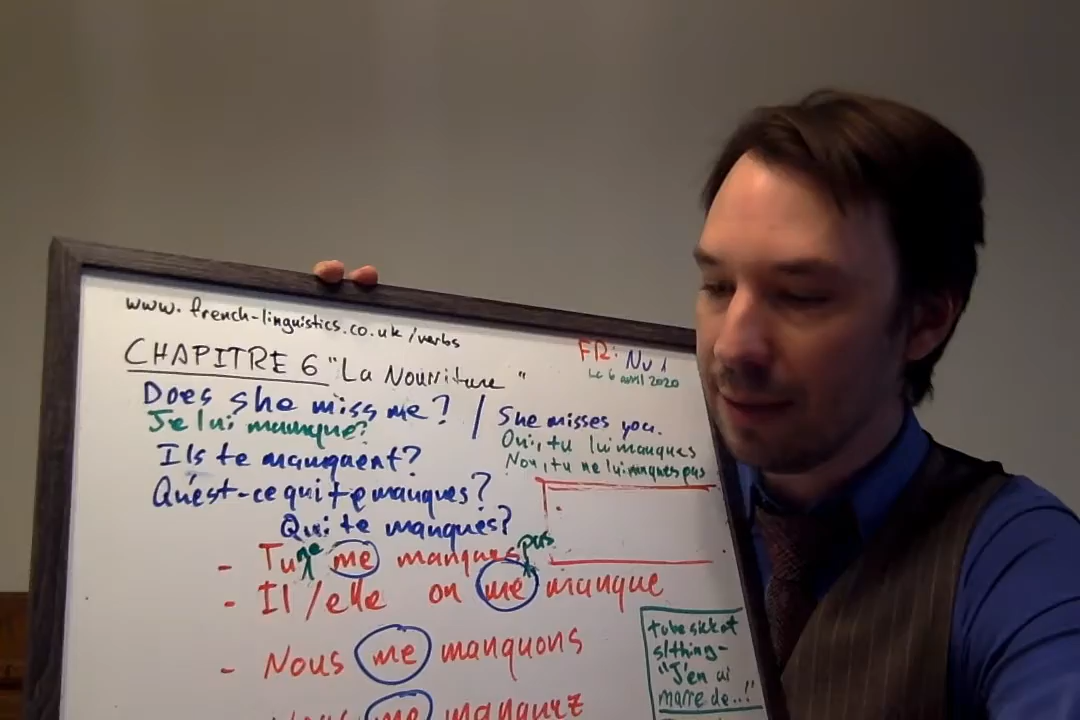 www.french-linguistics.co.uk/verbs
CHAPITRE 6 "La Nourriture"
FR: Nv 1
Le 6 avril 2020
Does she miss me? / She misses you.
Je lui manque?
Oui, tu lui manques
Non, tu ne lui manques pas
Ils te manquent?
Qu'est-ce qui te manques?
Qui te manques?
- Tu ne me manques pas
- Il/elle on me manque
- Nous me manquons
me manquez
to be sick of
s/thing-
"J'en ai
marre de..!"